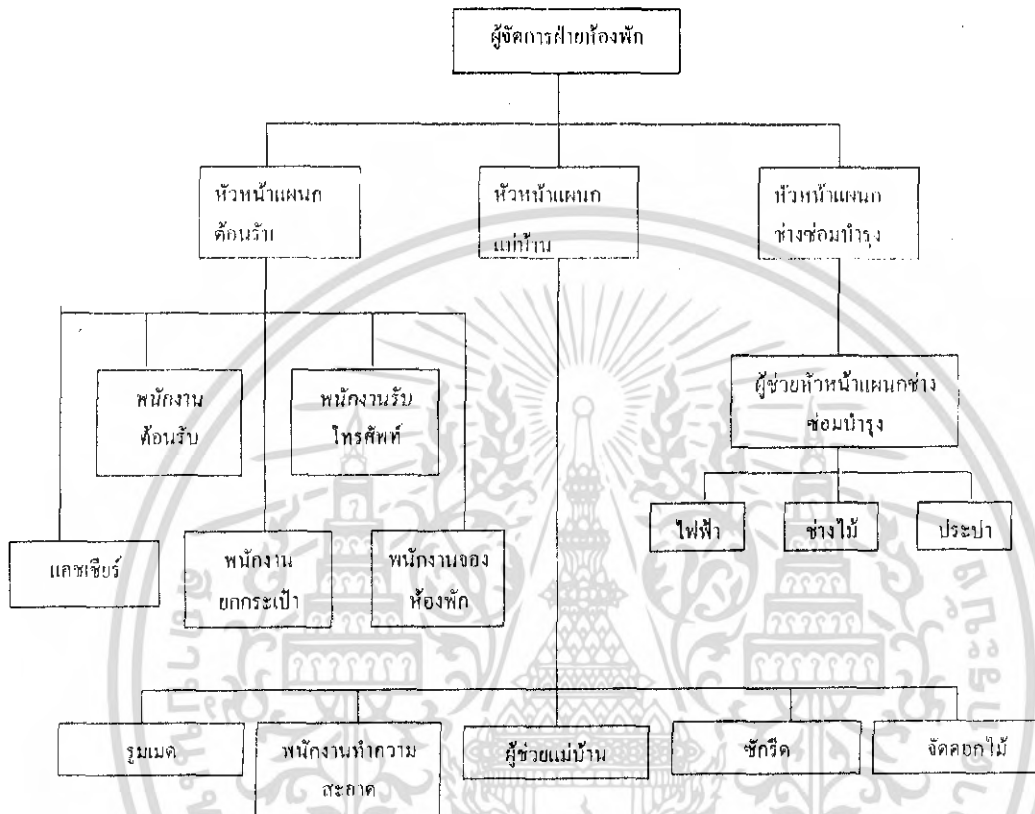 ผู้จัดการฝ่ายห้องพัก
หัวหน้าแผนก
ต้อนรับ
หัวหน้าแผนก
แม่บ้าน
หัวหน้าแผนก
ช่างซ่อมบำรุง
พนักงาน
ต้อนรับ
พนักงานรับ
โทรศัพท์
ผู้ช่วยหัวหน้าแผนกช่าง
ซ่อมบำรุง
ไฟฟ้า
ช่างไม้
ประปา
แคชเชียร์
พนักงาน
ยกกระเป๋า
พนักงานจอง
ห้องพัก
รูมเมด
พนักงานทำความ
สะอาด
ผู้ช่วยแม่บ้าน
ซักรีด
จัดดอกไม้